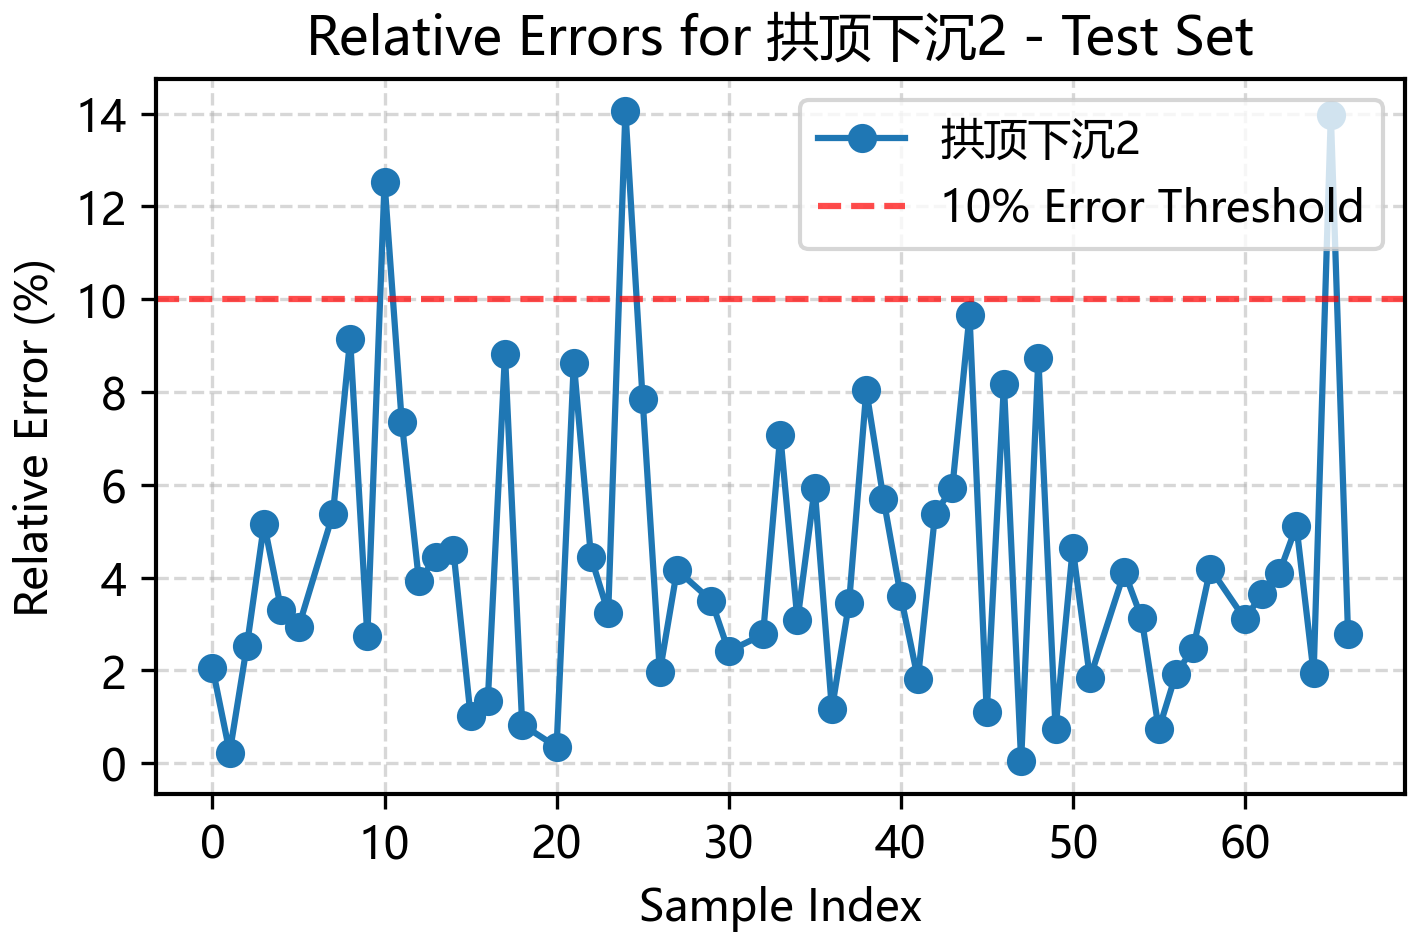 Relative Errors for 拱顶下沉2 - Test Set
拱顶下沉2
10% Error Threshold
Relative Error (%)
14
12
10
8
6
4
2
0
0 10 20 30 40 50 60
Sample Index